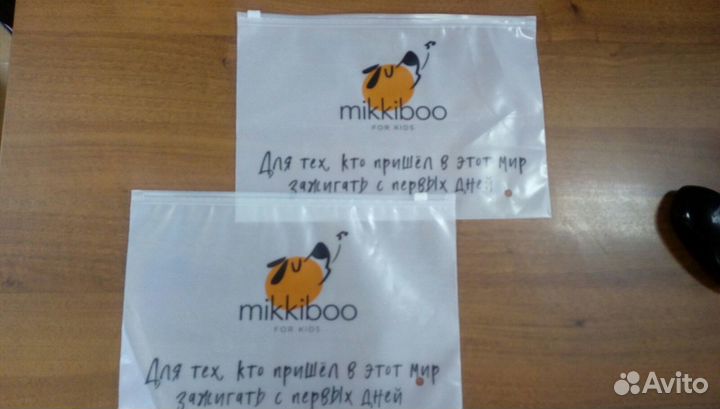 mikkiboo
FOR KIDS
Для тех, кто пришёл в этот мир
зажигать с первых дней
mikkiboo
FOR KIDS
Для тех, кто пришёл в этот мир
зажигать с первых дней
Avito